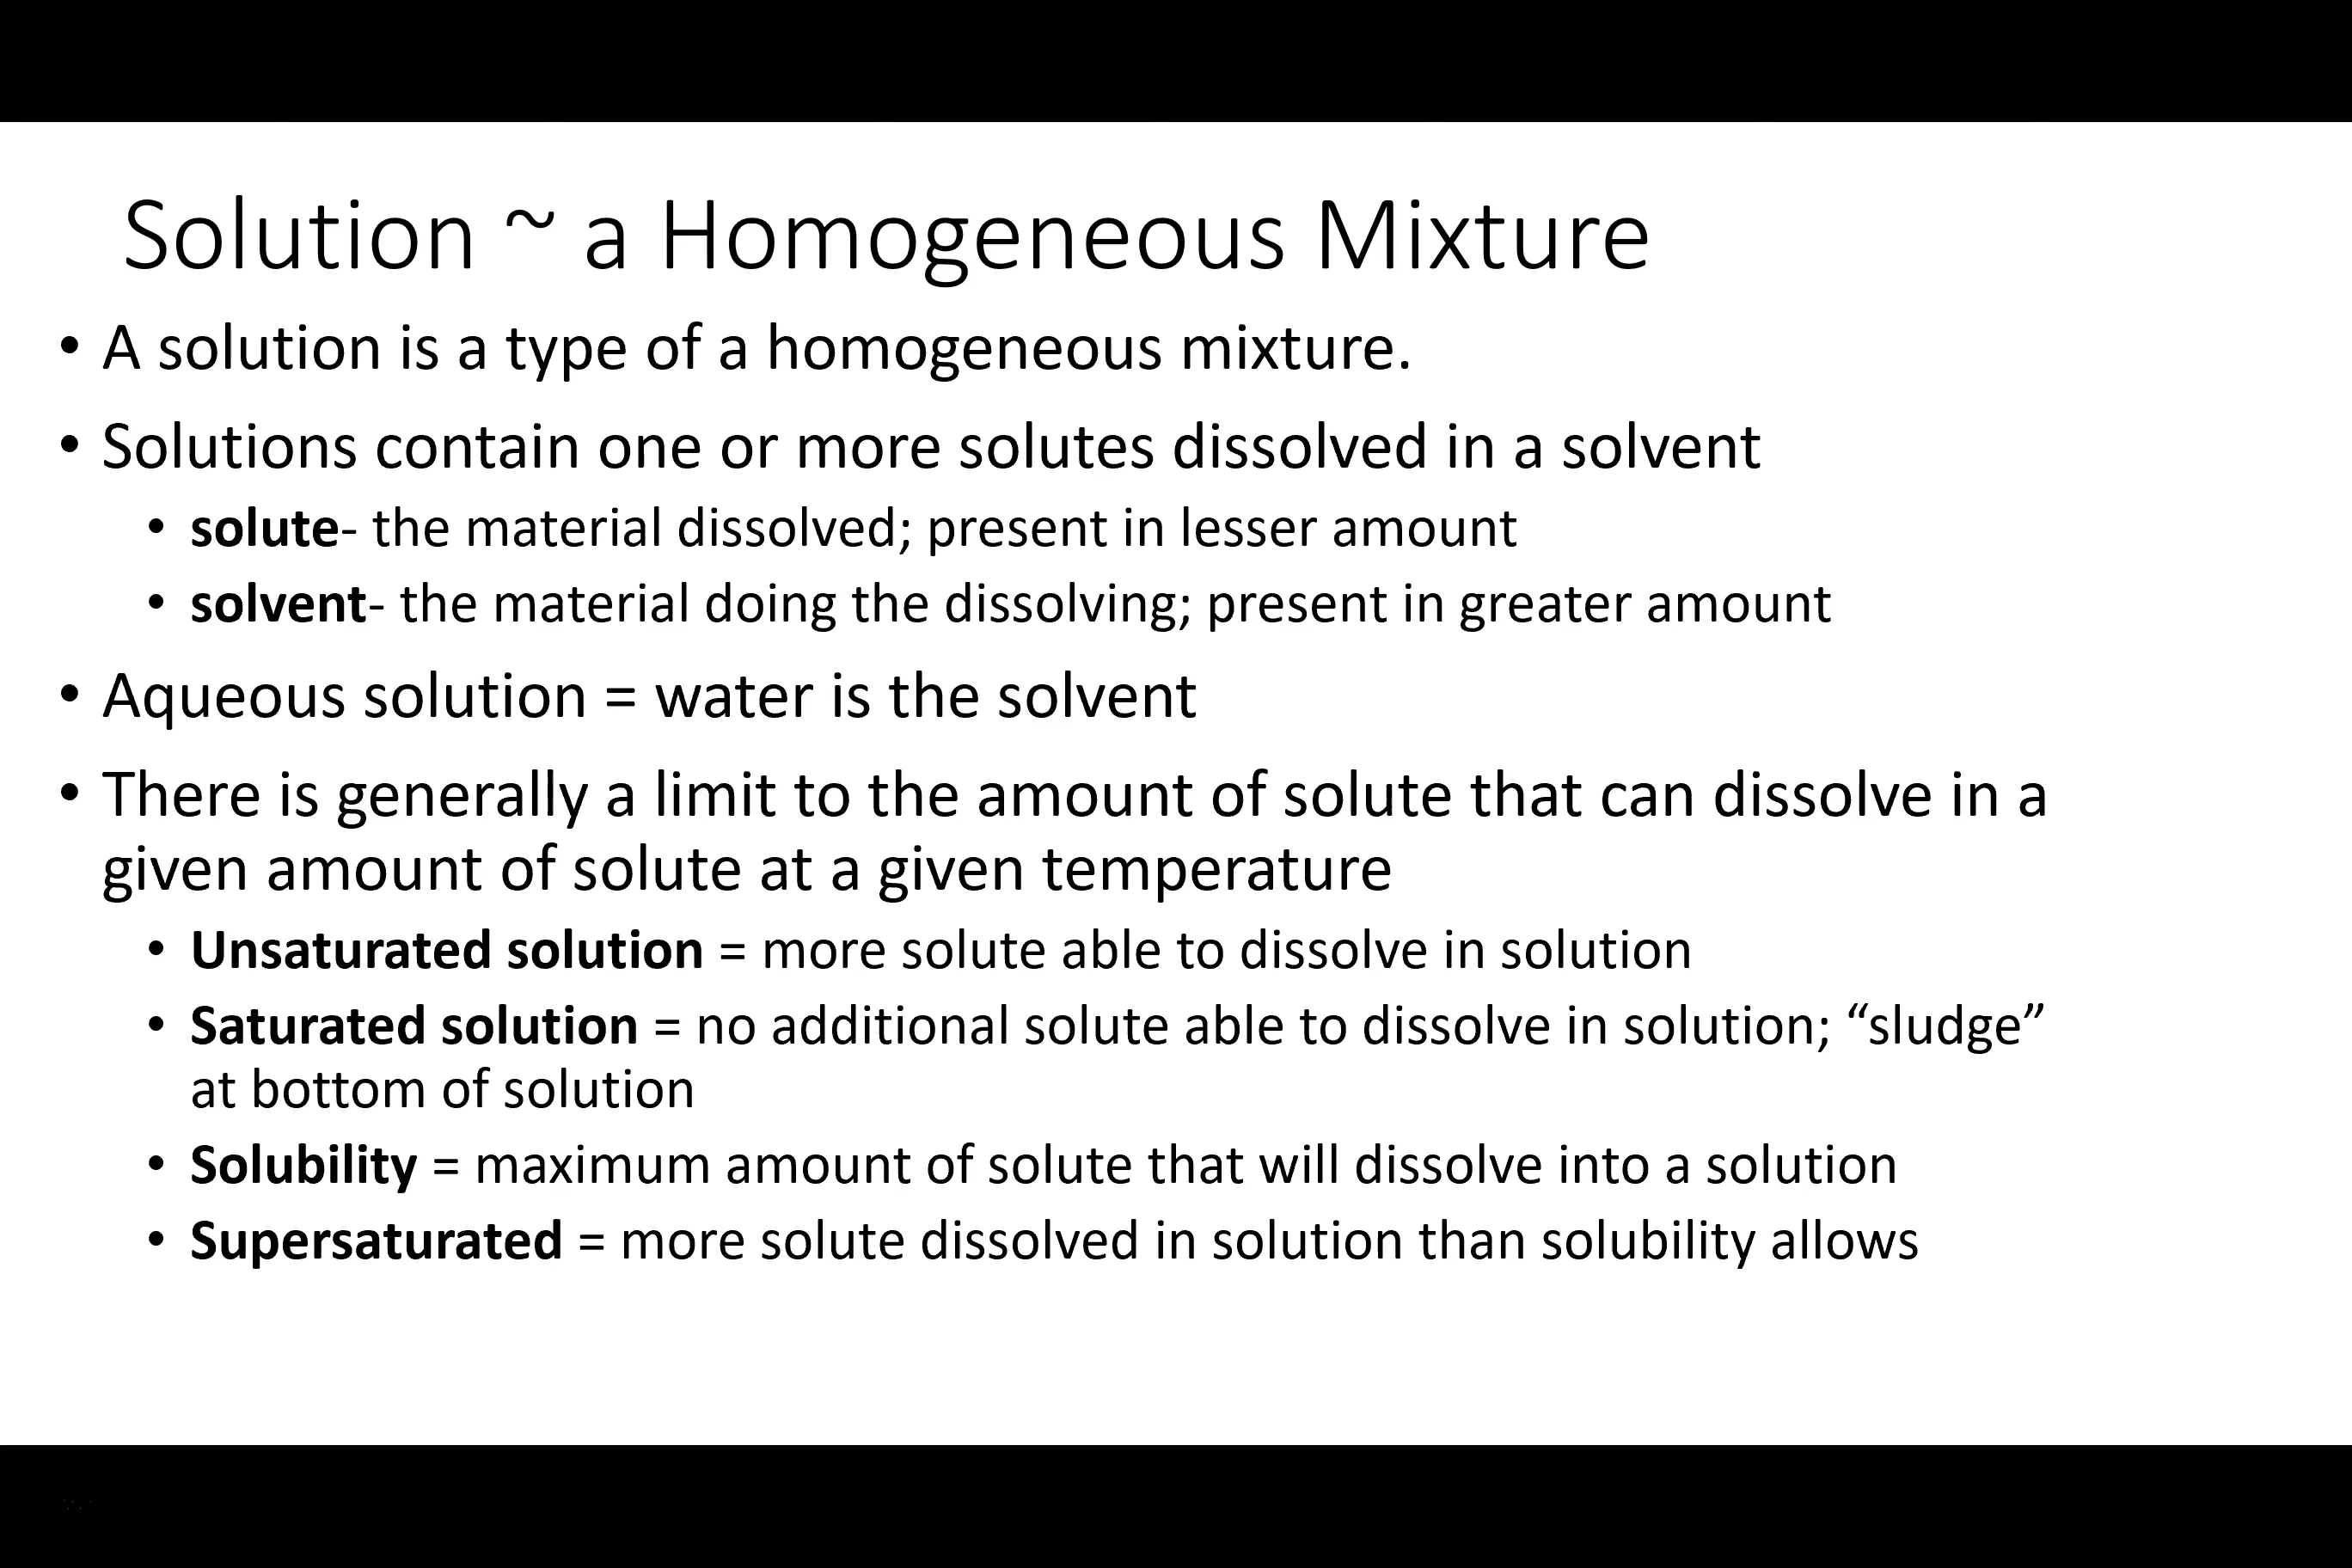 Solution ~ a Homogeneous Mixture
• A solution is a type of a homogeneous mixture.
• Solutions contain one or more solutes dissolved in a solvent
• solute- the material dissolved; present in lesser amount
• solvent- the material doing the dissolving; present in greater amount
• Aqueous solution = water is the solvent
• There is generally a limit to the amount of solute that can dissolve in a
given amount of solute at a given temperature
• Unsaturated solution = more solute able to dissolve in solution
• Saturated solution = no additional solute able to dissolve in solution; “sludge”
at bottom of solution
• Solubility = maximum amount of solute that will dissolve into a solution
• Supersaturated = more solute dissolved in solution than solubility allows